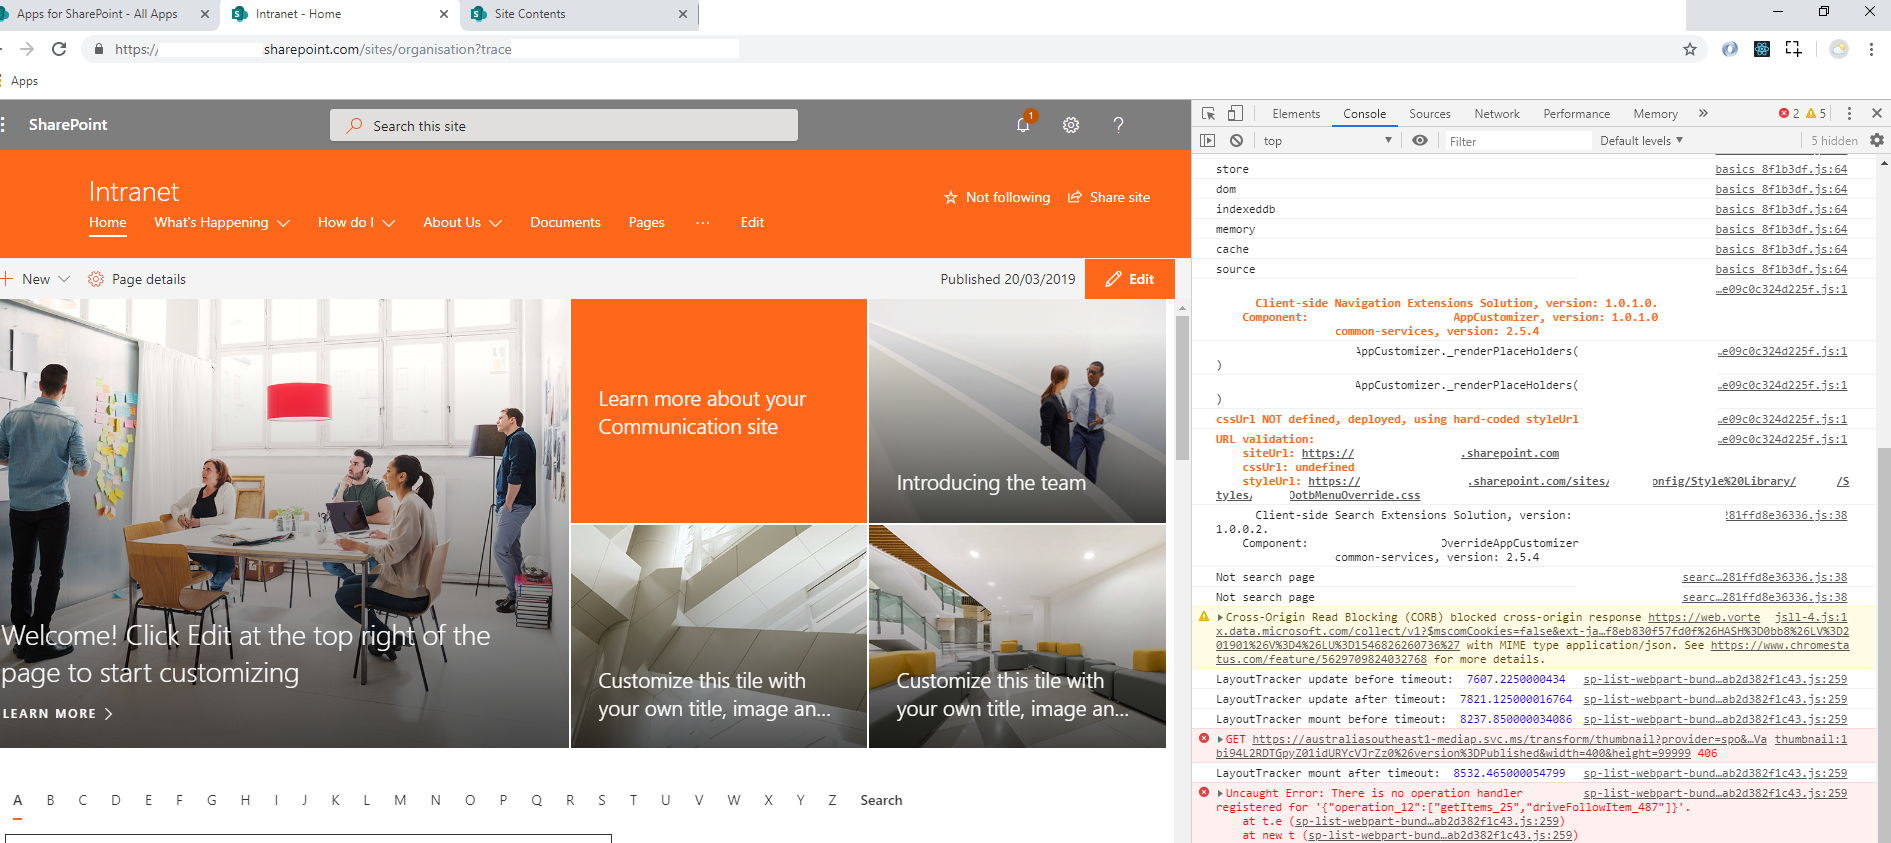 Apps for SharePoint - All Apps
Intranet - Home
Site Contents
https:// sharepoint.com/sites/organisation?trace
Apps
SharePoint
Search this site
1
Intranet
Not following
Share site
Home What's Happening How do I About Us Documents Pages ... Edit
New
Page details
Published 20/03/2019
Edit
Learn more about your
Communication site
Introducing the team
Welcome! Click Edit at the top right of the
page to start customizing
LEARN MORE
Customize this tile with
your own title, image an...
Customize this tile with
your own title, image an...
A B C D E F G H I J K L M N O P Q R S T U V W X Y Z Search
Elements Console Sources Network Performance Memory » 2 5
top Filter Default levels ▼ 5 hidden
store basics 8f1b3df.js:64
dom basics 8f1b3df.js:64
indexeddb basics 8f1b3df.js:64
memory basics 8f1b3df.js:64
cache basics 8f1b3df.js:64
source basics 8f1b3df.js:64
…e09c0c324d225f.js:1
Client-side Navigation Extensions Solution, version: 1.0.1.0.
Component: AppCustomizer, version: 1.0.1.0
common-services, version: 2.5.4
AppCustomizer._renderPlaceHolders( …e09c0c324d225f.js:1
)
AppCustomizer._renderPlaceHolders( …e09c0c324d225f.js:1
)
cssUrl NOT defined, deployed, using hard-coded styleUrl …e09c0c324d225f.js:1
URL validation: …e09c0c324d225f.js:1
siteUrl: https:// .sharepoint.com
cssUrl: undefined
styleUrl: https:// .sharepoint.com/sites/ onfig/Style%20Library/ /S
tyles/ DotbMenuOverride.css
Client-side Search Extensions Solution, version: 281ffd8e36336.js:38
1.0.0.2.
Component: OverrideAppCustomizer
common-services, version: 2.5.4
Not search page searc…281ffd8e36336.js:38
Not search page searc…281ffd8e36336.js:38
▶Cross-Origin Read Blocking (CORB) blocked cross-origin response https://web.vorte jsll-4.js:1
x.data.microsoft.com/collect/v1?$mscomCookies=false&ext-ja…f8eb830f57fd0f%26HASH%3D0bb8%26LV%3D2
01901%26V%3D4%26LU%3D1546826260736%27 with MIME type application/json. See https://www.chromesta
tus.com/feature/5629709824032768 for more details.
LayoutTracker update before timeout: 7607.2250000434 sp-list-webpart-bund…ab2d382f1c43.js:259
LayoutTracker update after timeout: 7821.125000016764 sp-list-webpart-bund…ab2d382f1c43.js:259
LayoutTracker mount before timeout: 8237.850000034086 sp-list-webpart-bund…ab2d382f1c43.js:259
▶GET https://australiasoutheast1-mediap.svc.ms/transform/thumbnail?provider=spo&…Va thumbnail:1
bi94L2RDTGpyZ01idURYcVJrZz0%26version%3DPublished&width=400&height=99999 406
LayoutTracker mount after timeout: 8532.465000054799 sp-list-webpart-bund…ab2d382f1c43.js:259
▶Uncaught Error: There is no operation handler sp-list-webpart-bund…ab2d382f1c43.js:259
registered for '{"operation_12":["getItems_25","driveFollowItem_487"]}'.
at t.e (sp-list-webpart-bund…ab2d382f1c43.js:259)
at new t (sp-list-webpart-bund…ab2d382f1c43.js:259)